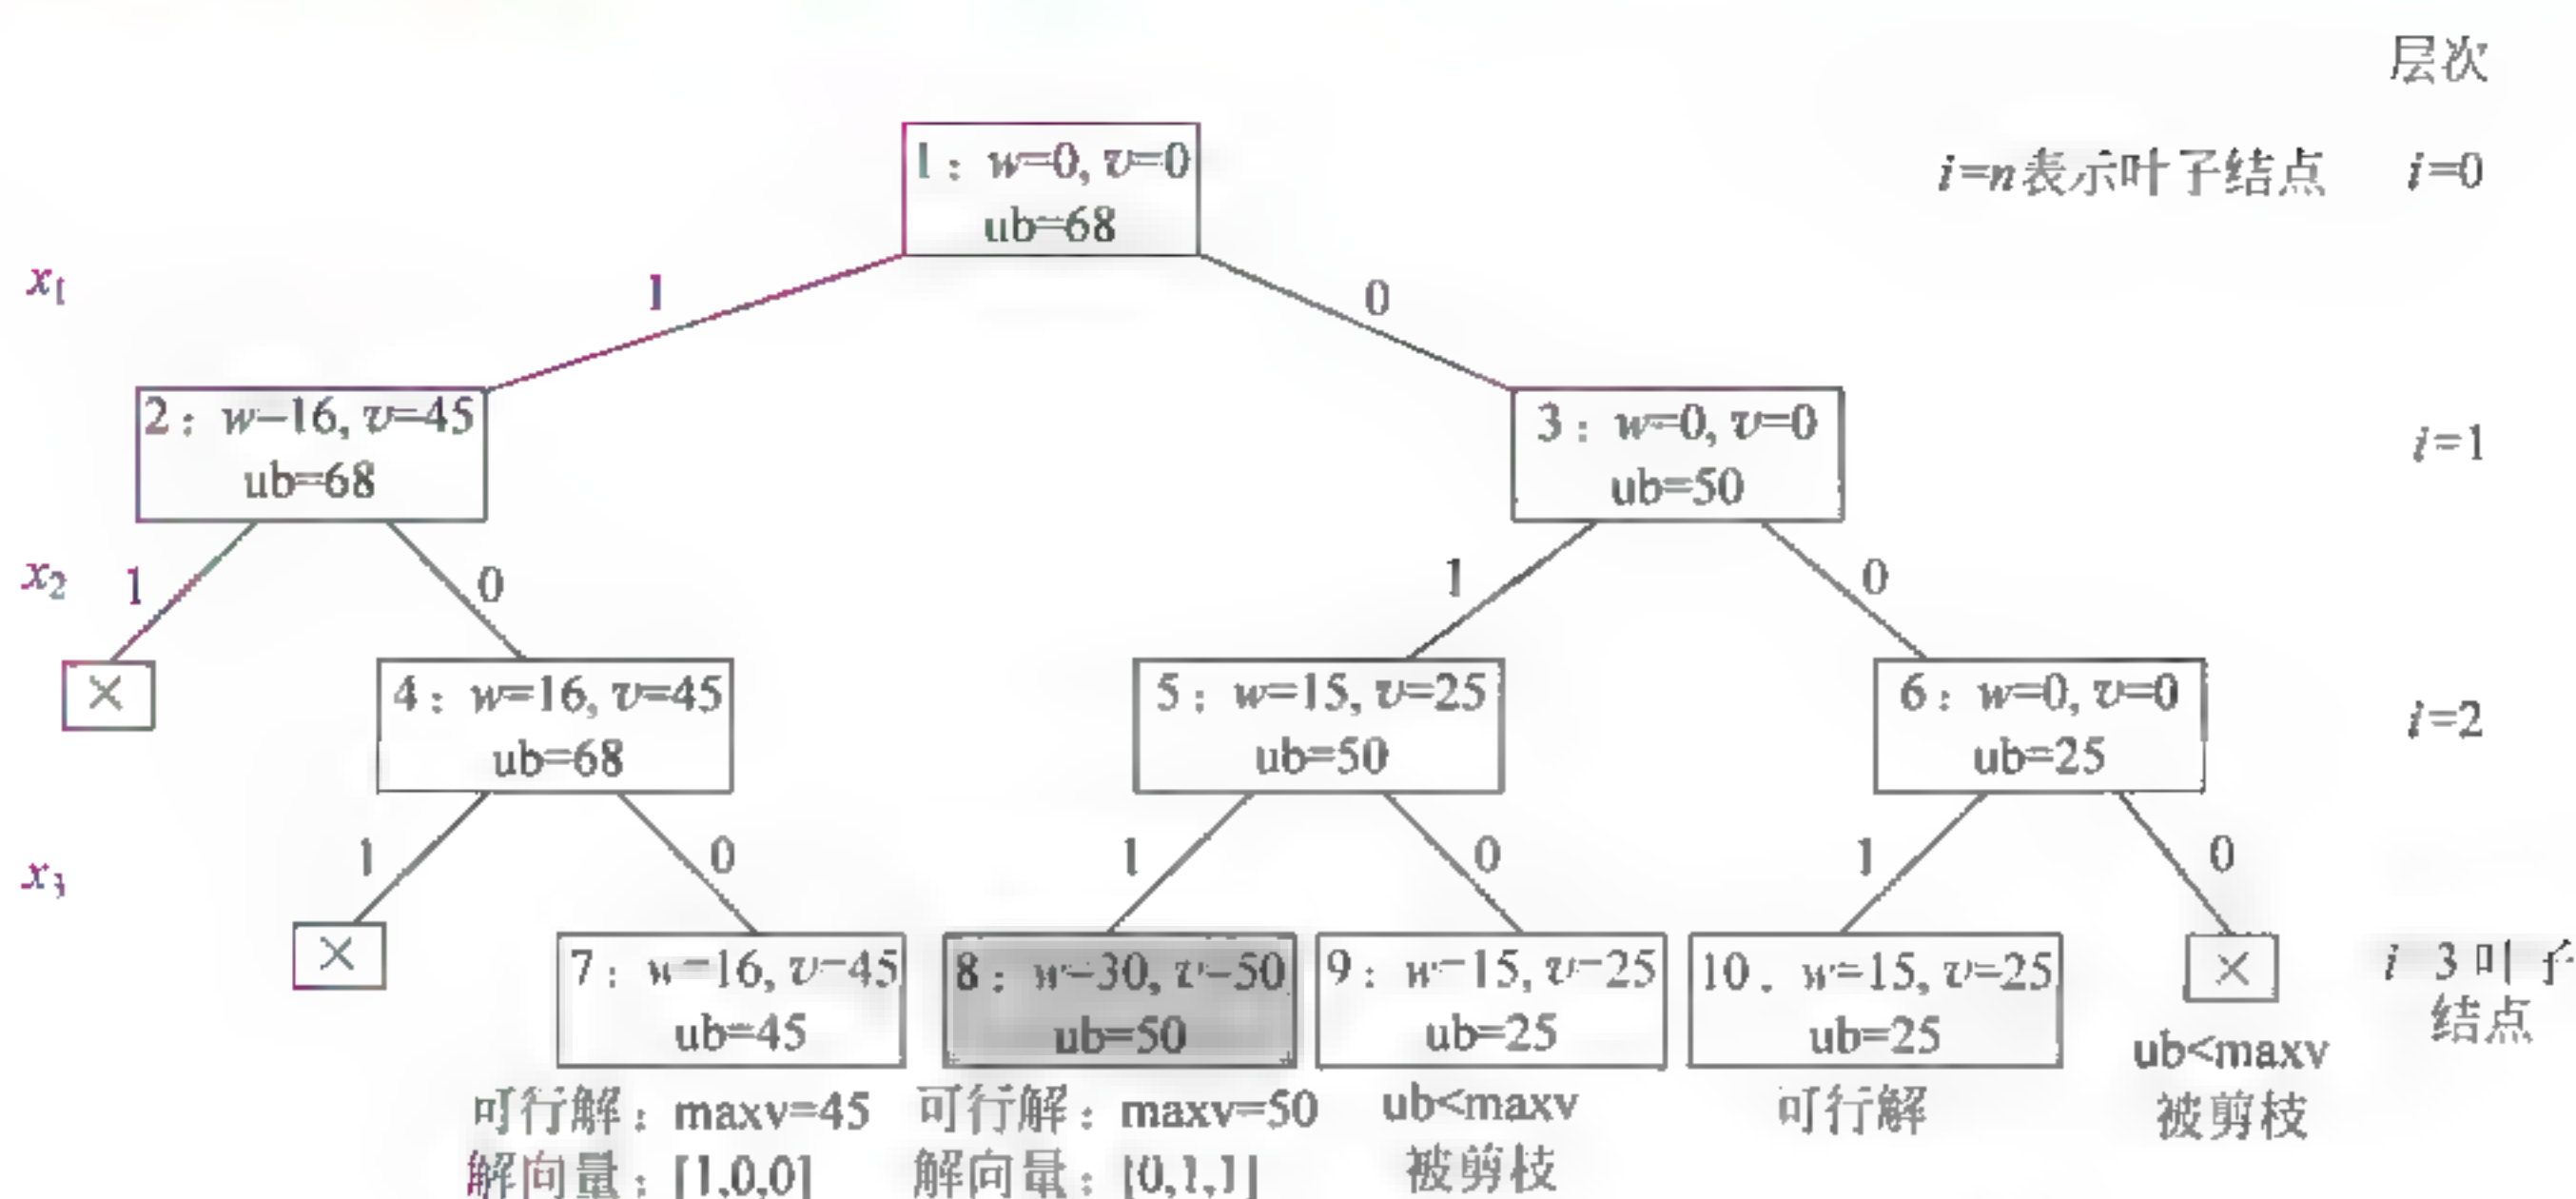 层次
1：w=0, v=0
ub=68
i=n表示叶子结点 i=0
x1
1
0
2：w=16, v=45
ub=68
3：w=0, v=0
ub=50
i=1
x2
1
0
1
0
×
4：w=16, v=45
ub=68
5：w=15, v=25
ub=50
6：w=0, v=0
ub=25
i=2
x3
1
0
1
0
1
0
×
7：w=16, v=45
ub=45
8：w=30, v=50
ub=50
9：w=15, v=25
ub=25
10：w=15, v=25
ub=25
×
i=3叶子
结点
可行解：maxv=45
解向量：[1,0,0]
可行解：maxv=50
解向量：[0,1,1]
ub<maxv
被剪枝
可行解
ub<maxv
被剪枝